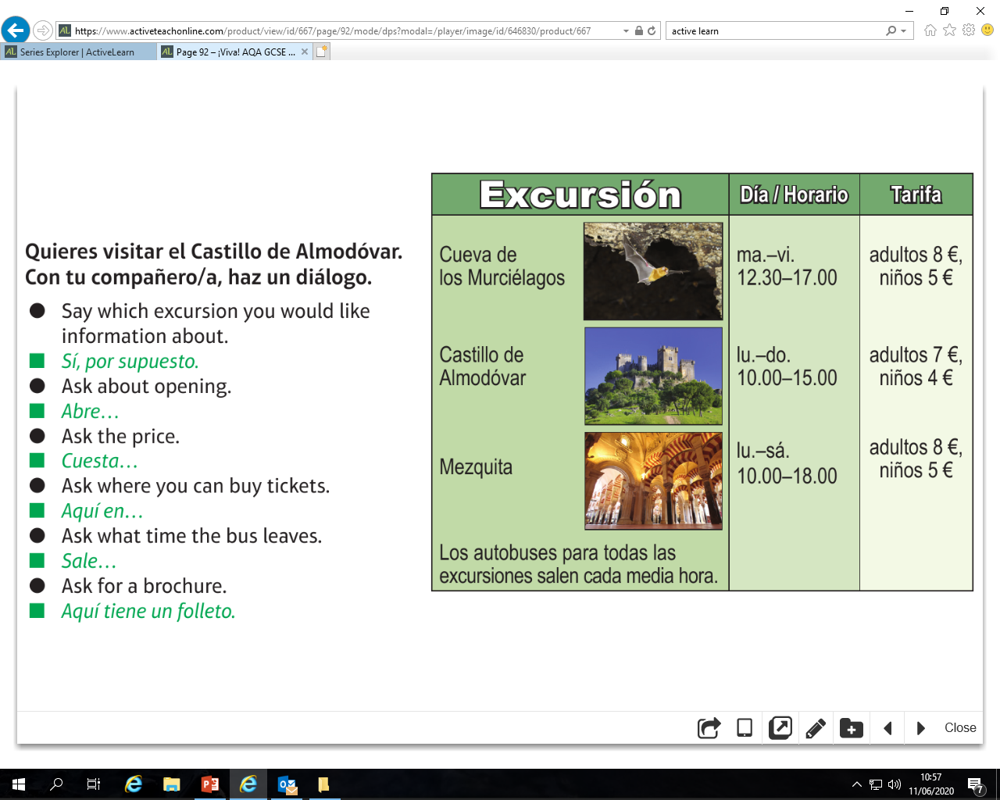 https://www.activeteachonline.com/product/view/id/667/page/92/mode/dps?modal=/player/image/id/646830/product/667
active learn
Series Explorer | ActiveLearn
Page 92 – ¡Viva! AQA GCSE ...
Quieres visitar el Castillo de Almodóvar.
Con tu compañero/a, haz un diálogo.
Say which excursion you would like
information about.
Sí, por supuesto.
Ask about opening.
Abre…
Ask the price.
Cuesta…
Ask where you can buy tickets.
Aquí en…
Ask what time the bus leaves.
Sale…
Ask for a brochure.
Aquí tiene un folleto.
Excursión
Día / Horario
Tarifa
Cueva de
los Murciélagos
ma.–vi.
12.30–17.00
adultos 8 €,
niños 5 €
Castillo de
Almodóvar
lu.–do.
10.00–15.00
adultos 7 €,
niños 4 €
Mezquita
lu.–sá.
10.00–18.00
adultos 8 €,
niños 5 €
Los autobuses para todas las
excursiones salen cada media hora.
Close
10:57
11/06/2020
7